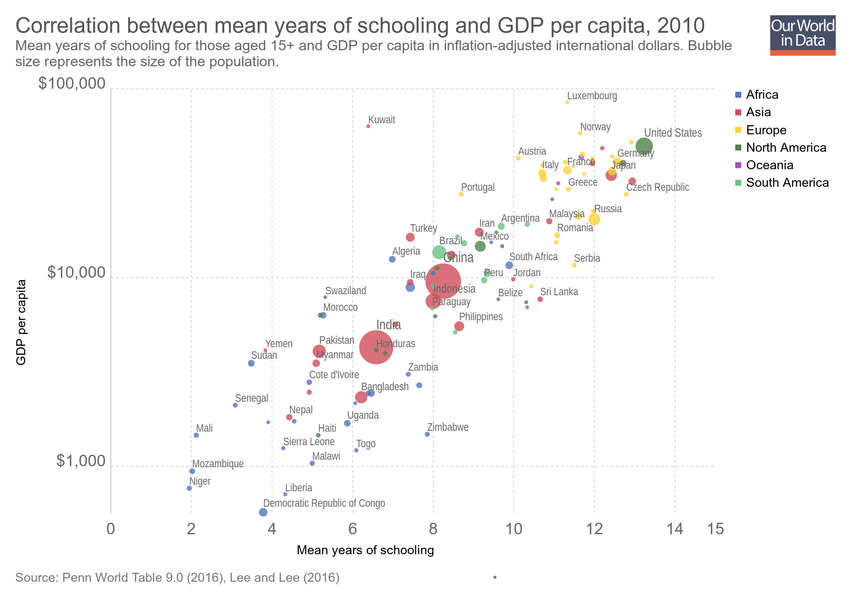 Correlation between mean years of schooling and GDP per capita, 2010
Mean years of schooling for those aged 15+ and GDP per capita in inflation-adjusted international dollars. Bubble
size represents the size of the population.
Our World
in Data
$100,000
Luxembourg
Africa
Asia
Europe
North America
Oceania
South America
Kuwait
Norway
United States
Austria
Germany
Italy
France
Japan
Greece
Czech Republic
Portugal
Russia
Argentina
Malaysia
Iran
Turkey
Romania
Mexico
Brazil
Algeria
China
South Africa
Serbia
$10,000
Iraq
Peru
Jordan
Indonesia
Swaziland
Belize
Sri Lanka
Paraguay
Morocco
Philippines
India
GDP per capita
Yemen
Pakistan
Honduras
Sudan
Myanmar
Zambia
Cote d'Ivoire
Bangladesh
Senegal
Nepal
Uganda
Mali
Haiti
Zimbabwe
Sierra Leone
Togo
$1,000
Mozambique
Malawi
Niger
Liberia
Democratic Republic of Congo
0 2 4 6 8 10 12 14 15
Mean years of schooling
Source: Penn World Table 9.0 (2016), Lee and Lee (2016)